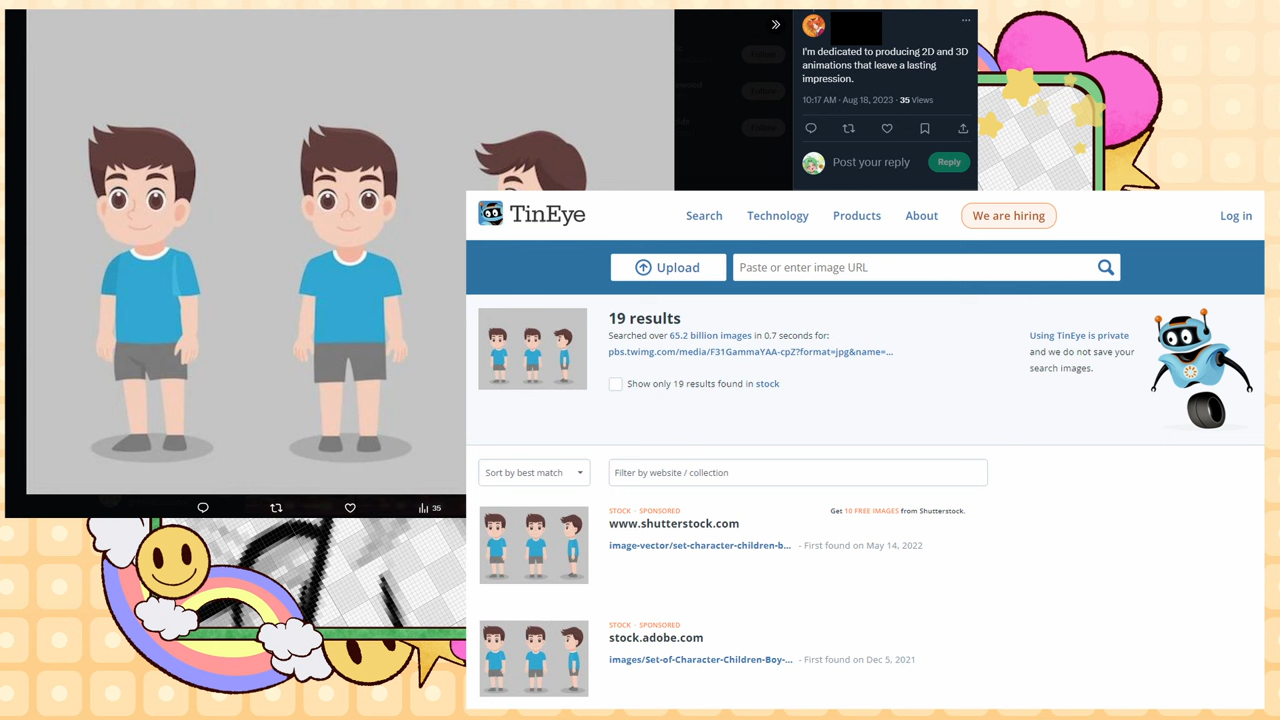 I'm dedicated to producing 2D and 3D
animations that leave a lasting
impression.
10:17 AM · Aug 18, 2023 · 35 Views
Post your reply
Reply
35
TinEye
Search
Technology
Products
About
We are hiring
Log in
Upload
Paste or enter image URL
19 results
Searched over 65.2 billion images in 0.7 seconds for:
pbs.twimg.com/media/F31GammaYAA-cpZ?format=jpg&name=...
Show only 19 results found in stock
Using TinEye is private
and we do not save your
search images.
Sort by best match
Filter by website / collection
STOCK · SPONSORED
Get 10 FREE IMAGES from Shutterstock.
www.shutterstock.com
image-vector/set-character-children-b... - First found on May 14, 2022
STOCK · SPONSORED
stock.adobe.com
images/Set-of-Character-Children-Boy-... - First found on Dec 5, 2021